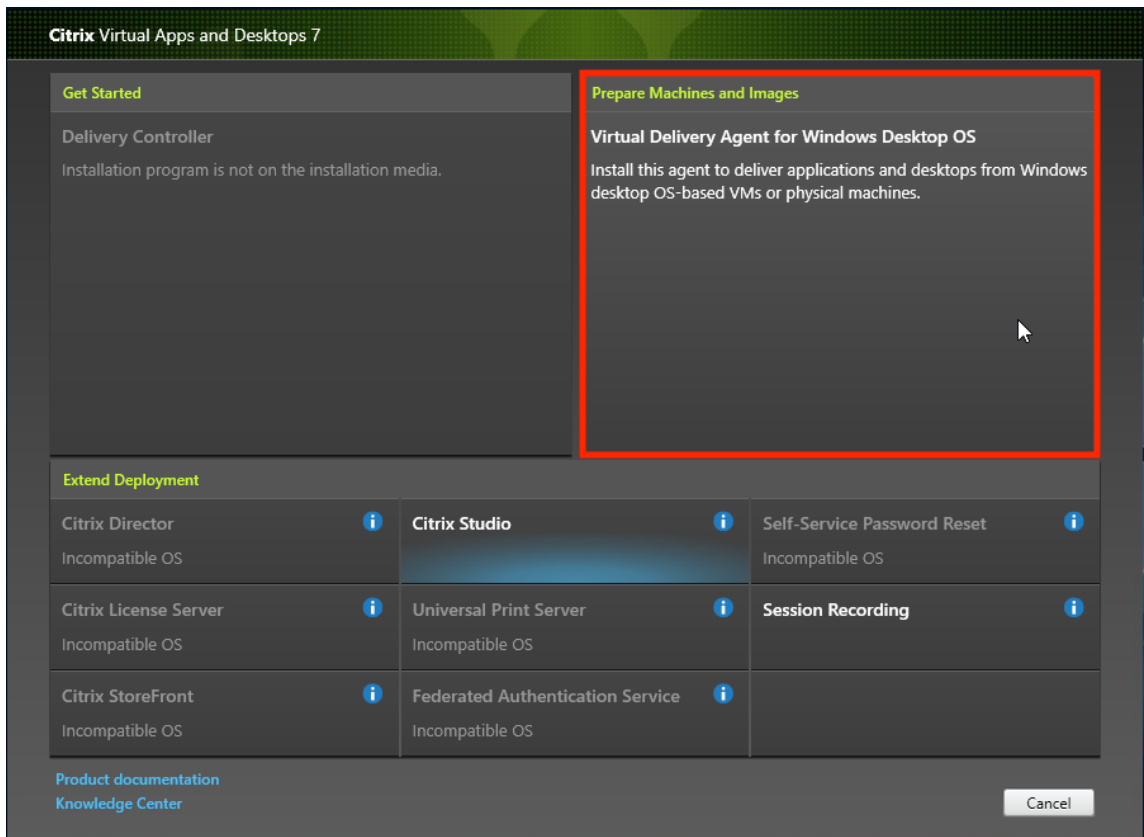 Citrix Virtual Apps and Desktops 7
Get Started
Delivery Controller
Installation program is not on the installation media.
Prepare Machines and Images
Virtual Delivery Agent for Windows Desktop OS
Install this agent to deliver applications and desktops from Windows
desktop OS-based VMs or physical machines.
Extend Deployment
Citrix Director
Incompatible OS
Citrix Studio
Self-Service Password Reset
Incompatible OS
Citrix License Server
Incompatible OS
Universal Print Server
Incompatible OS
Session Recording
Citrix StoreFront
Incompatible OS
Federated Authentication Service
Incompatible OS
Product documentation
Knowledge Center
Cancel